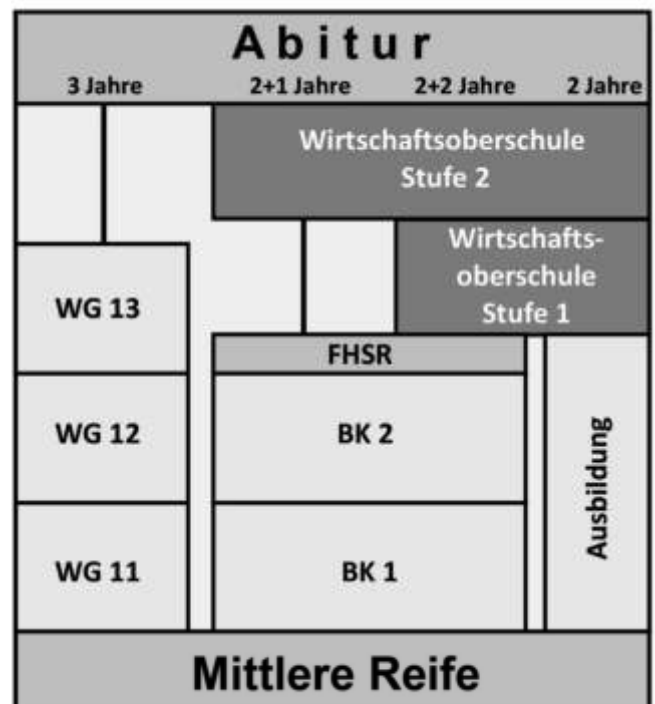 Abitur
3 Jahre 2+1 Jahre 2+2 Jahre 2 Jahre
Wirtschaftsoberschule
Stufe 2
Wirtschafts-
oberschule
Stufe 1
WG 13
FHSR
WG 12
BK 2
Ausbildung
WG 11
BK 1
Mittlere Reife